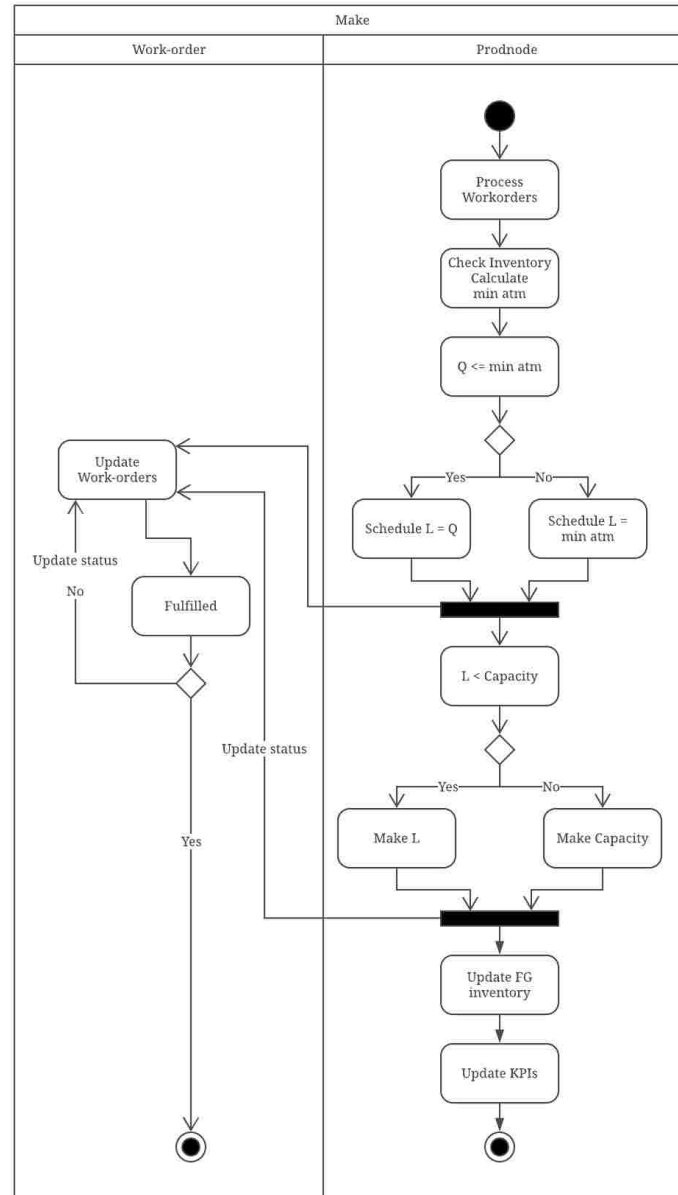 Make
Work-order
Prodnode
Process
Workorders
Check Inventory
Calculate
min atm
Q <= min atm
Yes
No
Schedule L = Q
Schedule L =
min atm
Update
Work-orders
Update status
No
Fulfilled
L < Capacity
Update status
Yes
No
Make L
Make Capacity
Yes
Update FG
inventory
Update KPIs